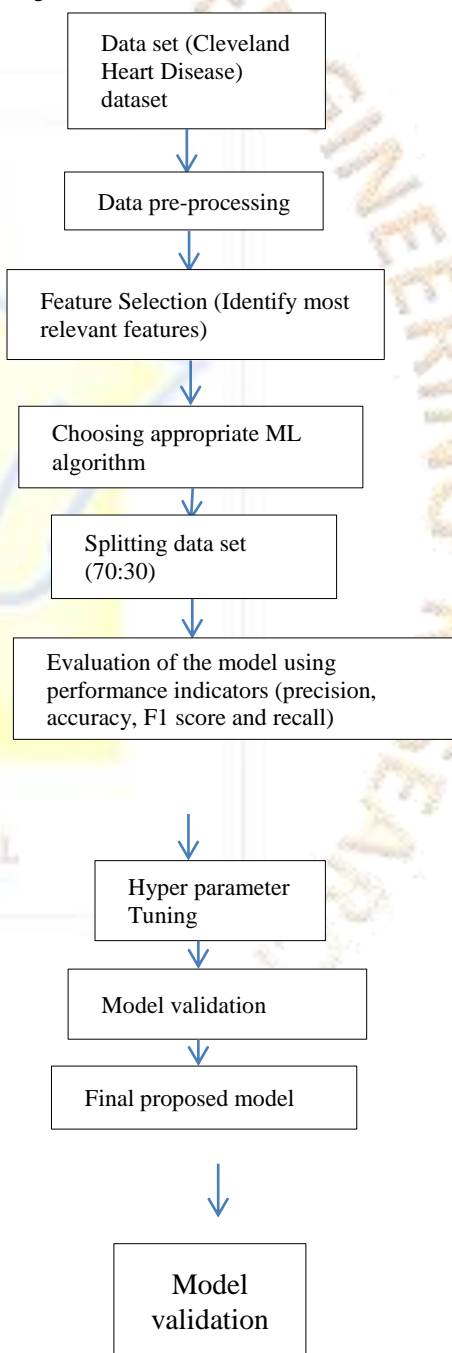 Data set (Cleveland
Heart Disease)
dataset
Data pre-processing
Feature Selection (Identify most
relevant features)
Choosing appropriate ML
algorithm
Splitting data set
(70:30)
Evaluation of the model using
performance indicators (precision,
accuracy, F1 score and recall)
Hyper parameter
Tuning
Model validation
Final proposed model
Model
validation